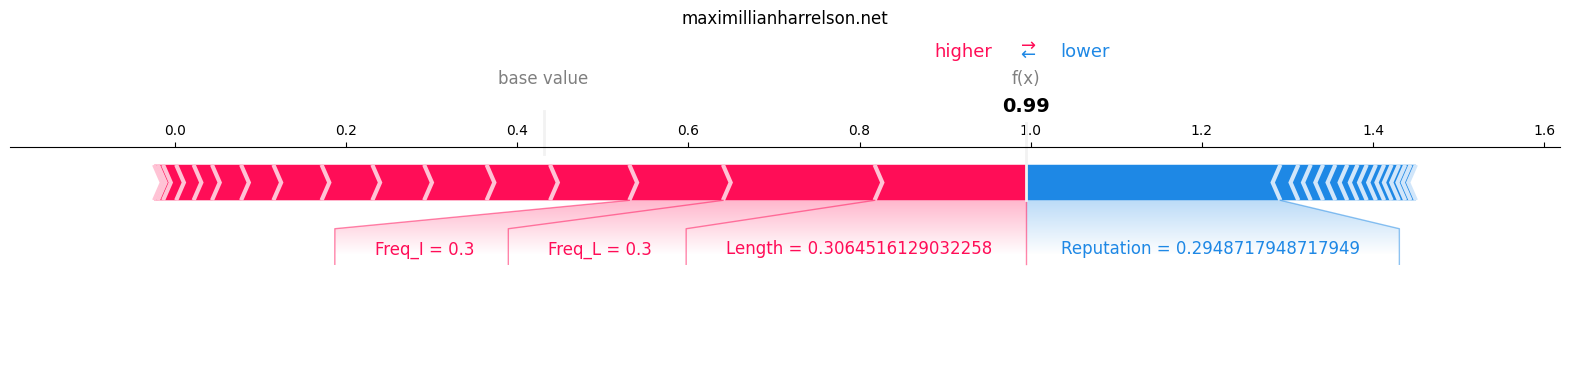 maximillianharrelson.net
higher → ← lower
base value f(x)
0.99
0.0 0.2 0.4 0.6 0.8 1.0 1.2 1.4 1.6
Freq_I = 0.3 Freq_L = 0.3 Length = 0.3064516129032258 Reputation = 0.2948717948717949